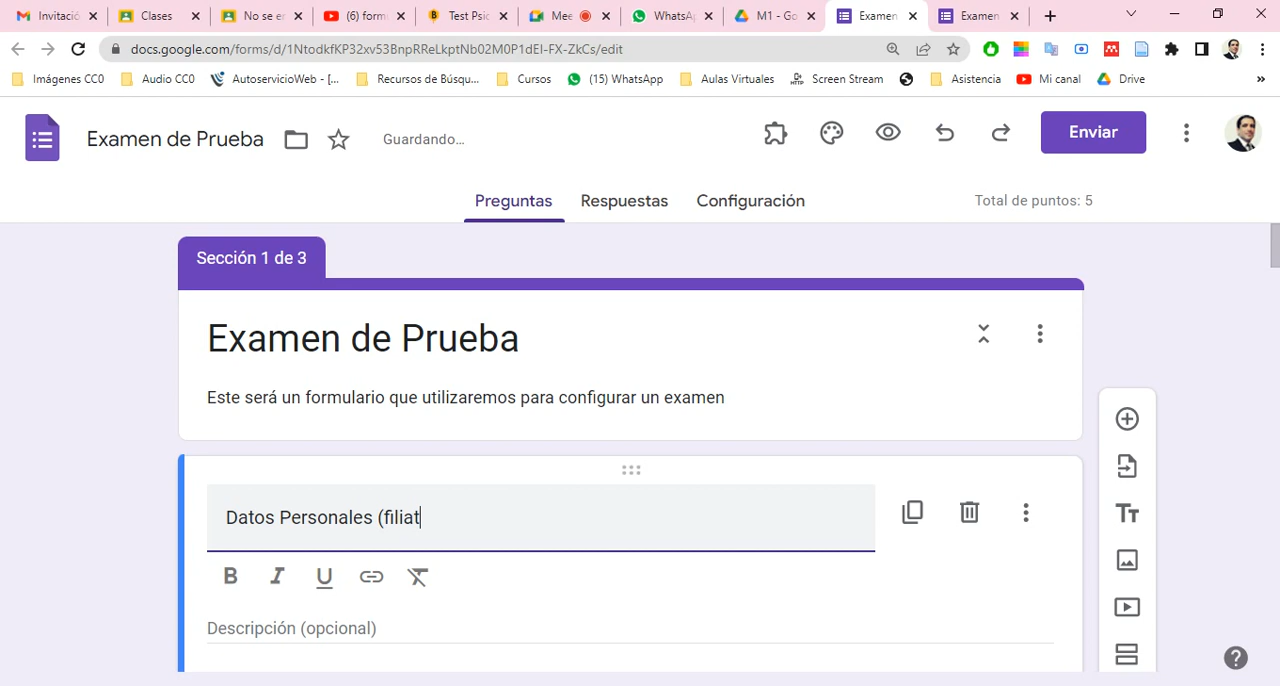 Invitació
Clases
No se en
(6) form
Test Psic
Mee
WhatsA
M1 - Go
Examen
Examen
docs.google.com/forms/d/1NtodkfKP32xv53BnpRReLkptNb02M0P1dEI-FX-ZkCs/edit
Imágenes CC0
Audio CC0
AutoservicioWeb - [...
Recursos de Búsqu...
Cursos
(15) WhatsApp
Aulas Virtuales
Screen Stream
Asistencia
Mi canal
Drive
»
Examen de Prueba
Guardando...
Enviar
Preguntas
Respuestas
Configuración
Total de puntos: 5
Sección 1 de 3
Examen de Prueba
Este será un formulario que utilizaremos para configurar un examen
Datos Personales (filiat
B I U
Descripción (opcional)